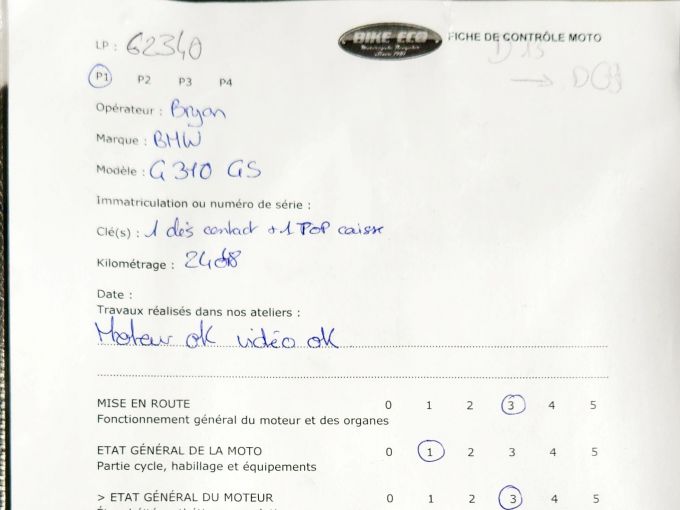 LP : 62340
BIKE ECO
FICHE DE CONTRÔLE MOTO
P1 P2 P3 P4
Opérateur : Bryan
Marque : BMW
Modèle : G 310 GS
Immatriculation ou numéro de série :
Clé(s) : 1 clés contact + 1 TOP caisse
Kilométrage :
Date :
Travaux réalisés dans nos ateliers :
Moteur ok vidéo ok
MISE EN ROUTE 0 1 2 3 4 5
Fonctionnement général du moteur et des organes
ETAT GÉNÉRAL DE LA MOTO 0 1 2 3 4 5
Partie cycle, habillage et équipements
> ETAT GÉNÉRAL DU MOTEUR 0 1 2 3 4 5